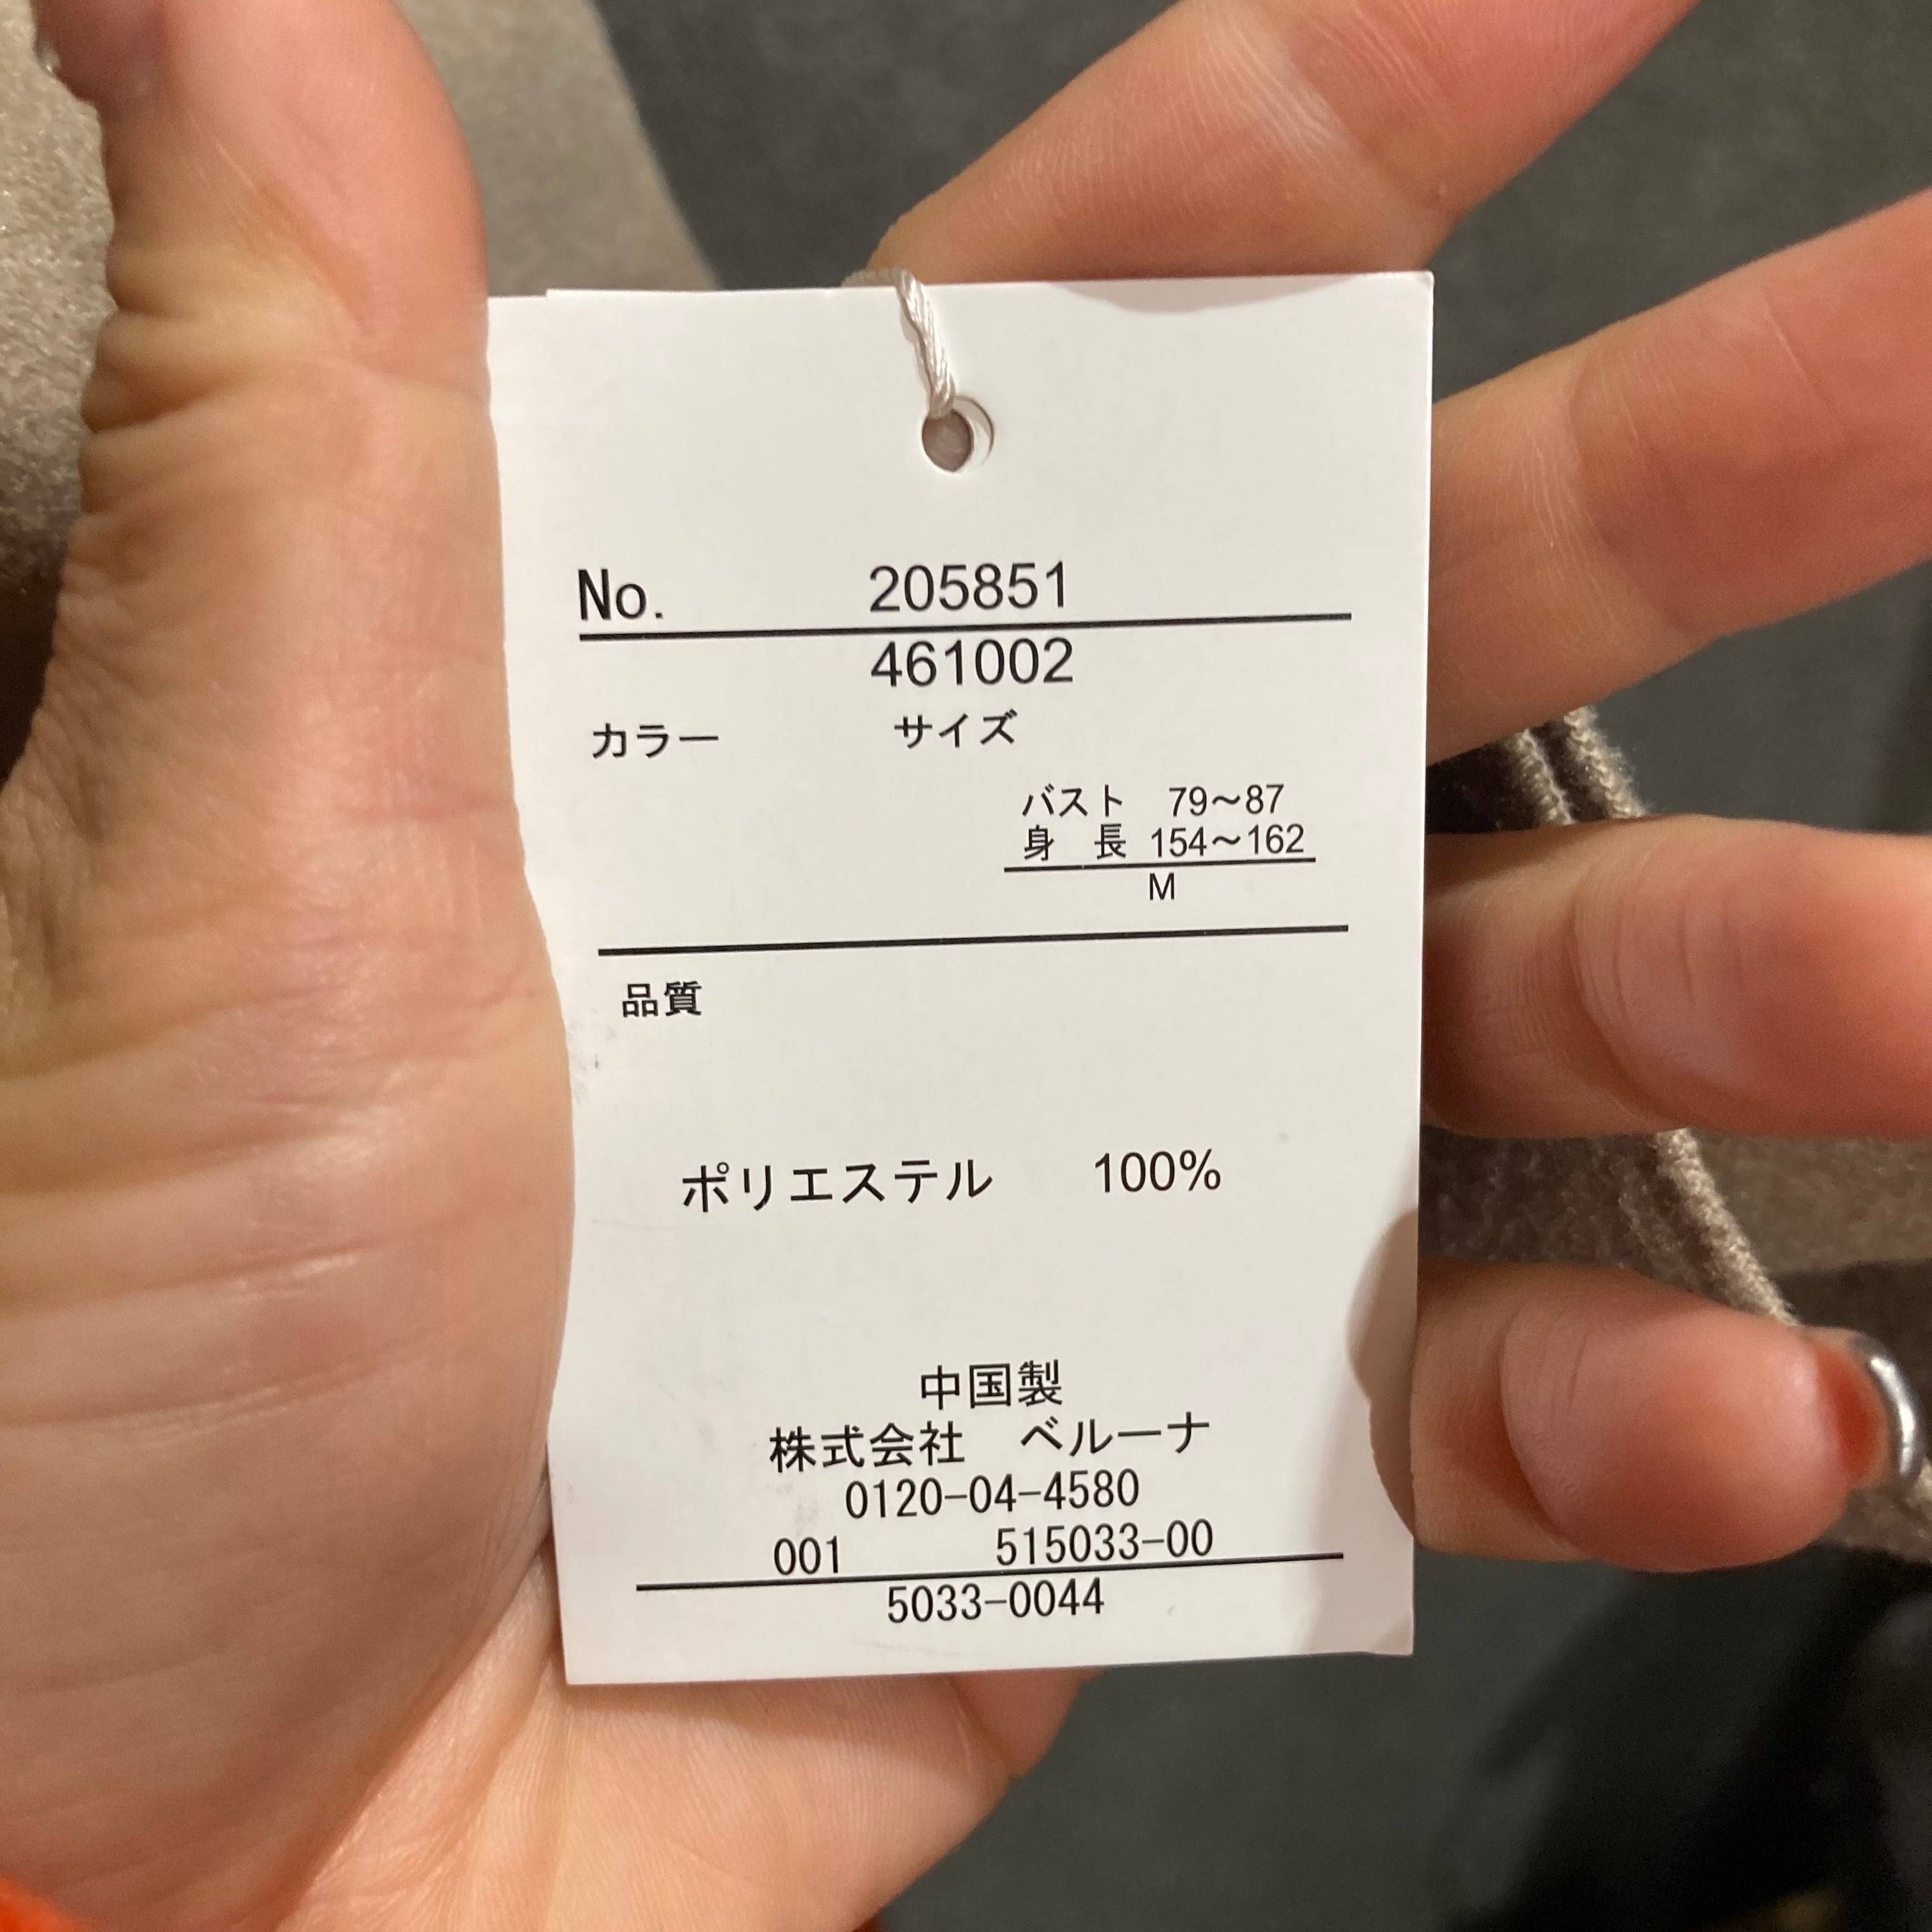 No. 205851
461002
カラー サイズ
バスト 79～87
身 長 154～162
M
品質
ポリエステル 100%
中国製
株式会社 ベルーナ
0120-04-4580
001 515033-00
5033-0044